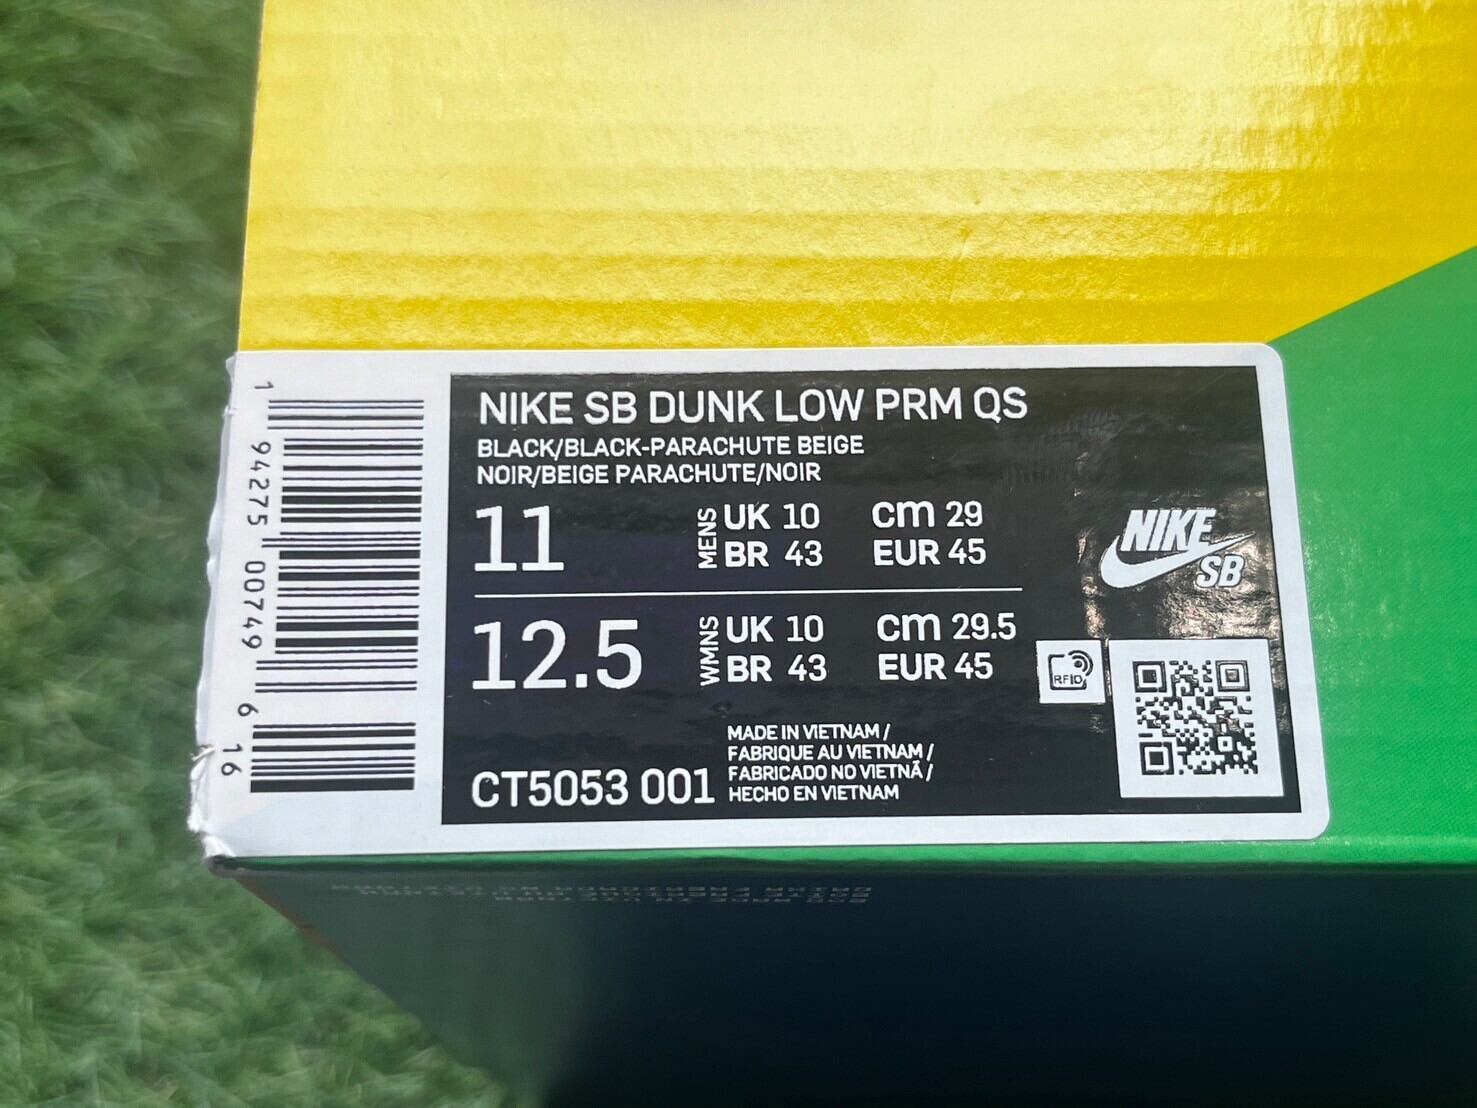 NIKE SB DUNK LOW PRM QS
BLACK/BLACK-PARACHUTE BEIGE
NOIR/BEIGE PARACHUTE/NOIR
11 MENS UK 10 cm 29
BR 43 EUR 45
12.5 WMNS UK 10 cm 29.5
BR 43 EUR 45
MADE IN VIETNAM /
FABRIQUE AU VIETNAM /
FABRICADO NO VIETNÃ /
HECHO EN VIETNAM
CT5053 001
NIKE
SB
RFID
1 94275 00749 6 16